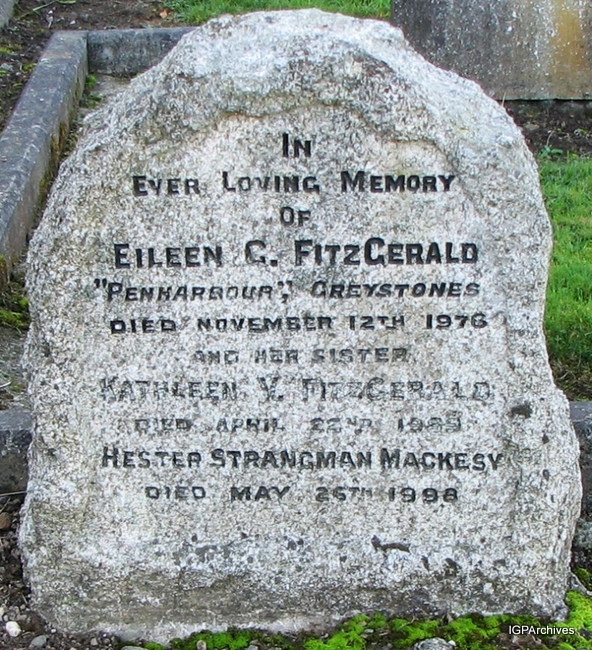 In
Ever Loving Memory
of
Eileen G. FitzGerald
"Penharbour", Greystones
died November 12th 1976
and her sister
Kathleen V. FitzGerald
died April 22nd
Hester Strangman Mackesy
died May 26th 1998
IGPArchives